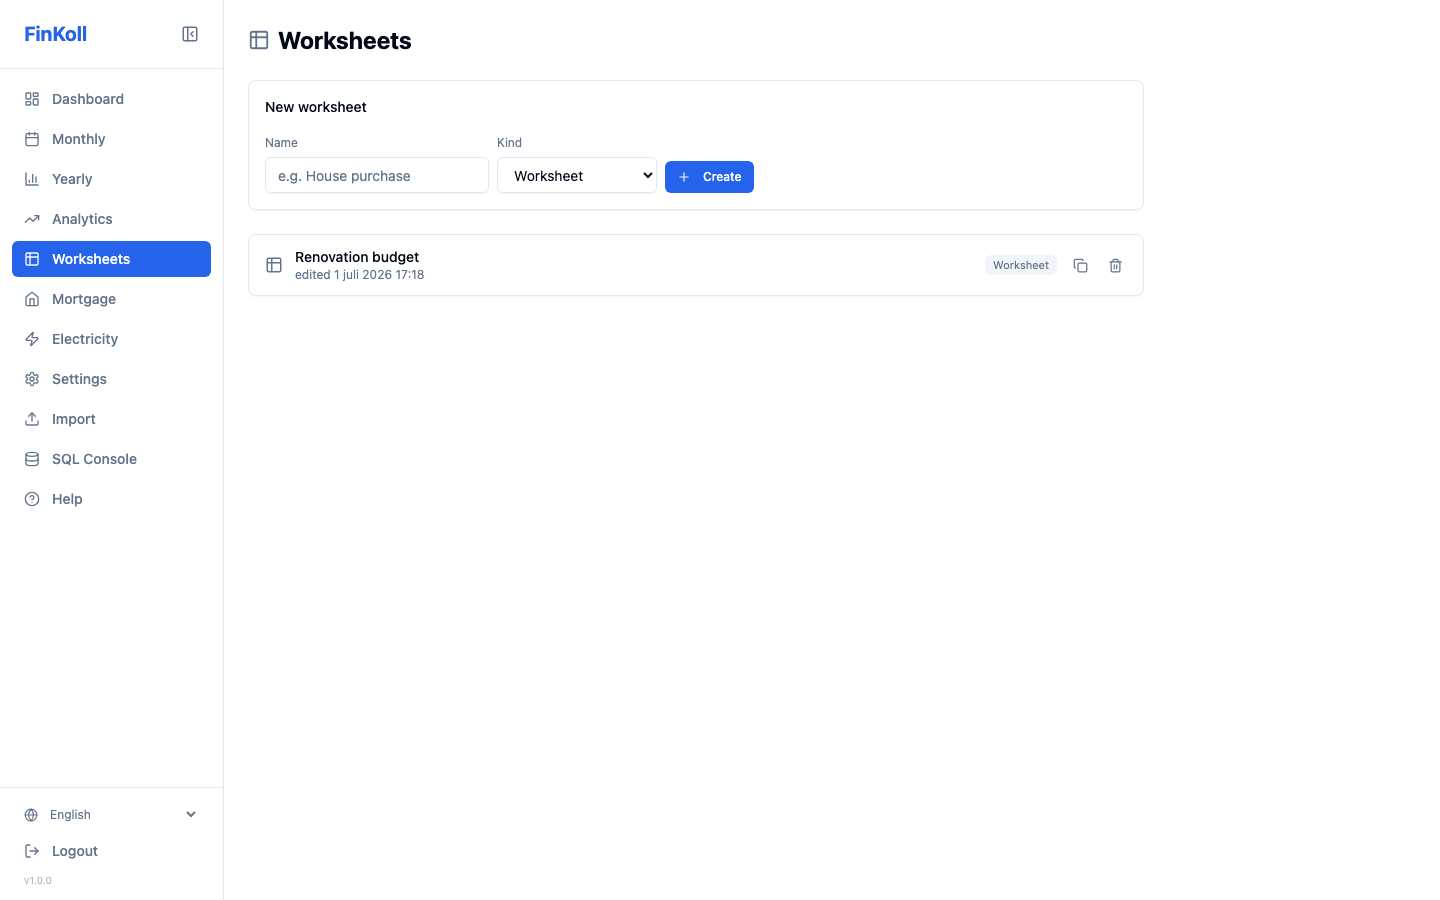 FinKoll
Dashboard
Monthly
Yearly
Analytics
Worksheets
Mortgage
Electricity
Settings
Import
SQL Console
Help
English
Logout
v1.0.0
Worksheets
New worksheet
Name
Kind
e.g. House purchase
Worksheet
Create
Renovation budget
edited 1 juli 2026 17:18
Worksheet